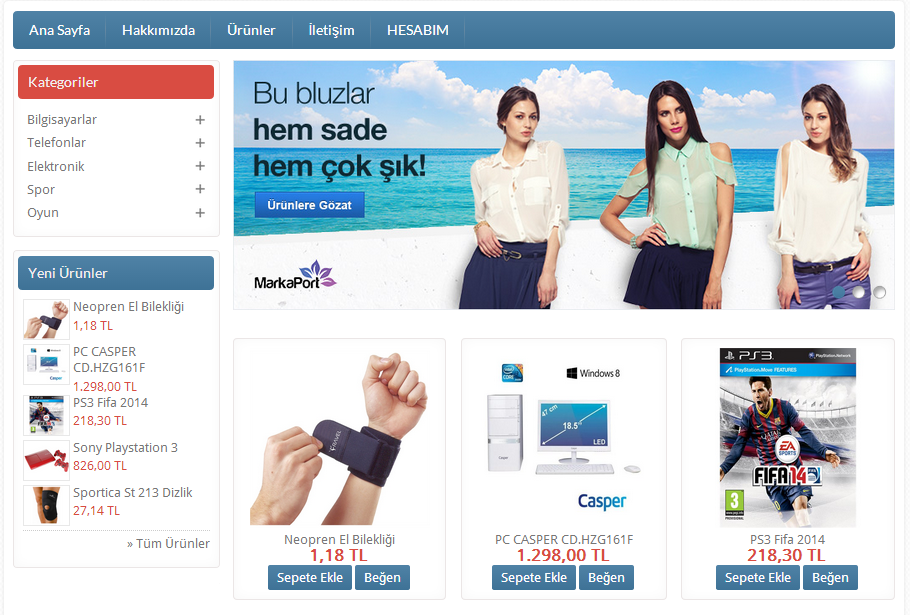 Ana Sayfa
Hakkımızda
Ürünler
İletişim
HESABIM
Kategoriler
Bilgisayarlar +
Telefonlar +
Elektronik +
Spor +
Oyun +
Yeni Ürünler
Neopren El Bilekliği
1,18 TL
PC CASPER
CD.HZG161F
1.298,00 TL
PS3 Fifa 2014
218,30 TL
Sony Playstation 3
826,00 TL
Sportica St 213 Dizlik
27,14 TL
» Tüm Ürünler
Bu bluzlar
hem sade
hem çok şık!
Ürünlere Gözat
MarkaPort
Neopren El Bilekliği
1,18 TL
Sepete Ekle
Beğen
Windows 8
CORE
47 cm
18.5"
LED
Casper
PC CASPER CD.HZG161F
1.298,00 TL
Sepete Ekle
Beğen
PS3
PlayStation Network
PlayStation Move FEATURES
EA
SPORTS
FIFA 14
3
PS3 Fifa 2014
218,30 TL
Sepete Ekle
Beğen